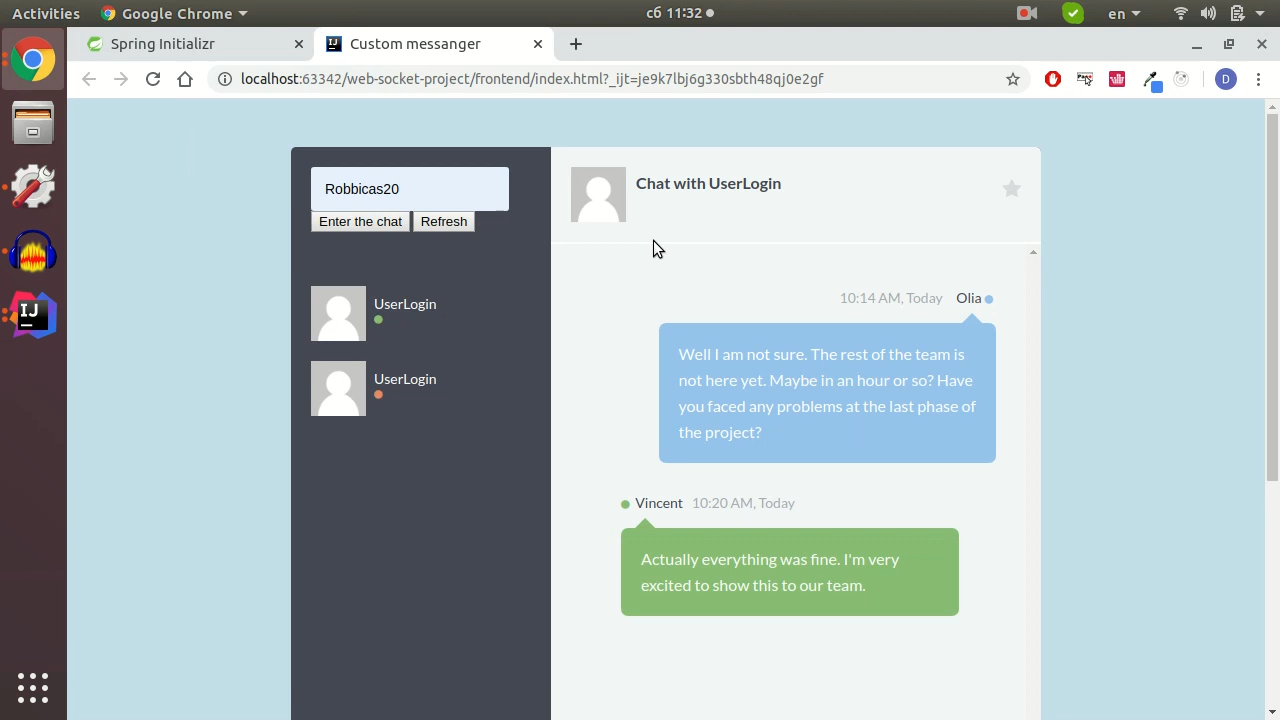 Activities
Google Chrome
сб 11:32
en
Spring Initializr
Custom messanger
localhost:63342/web-socket-project/frontend/index.html?_ijt=je9k7lbj6g330sbth48qj0e2gf
D
Robbicas20
Enter the chat
Refresh
UserLogin
UserLogin
Chat with UserLogin
10:14 AM, Today Olia
Well I am not sure. The rest of the team is
not here yet. Maybe in an hour or so? Have
you faced any problems at the last phase of
the project?
Vincent 10:20 AM, Today
Actually everything was fine. I'm very
excited to show this to our team.
IJ